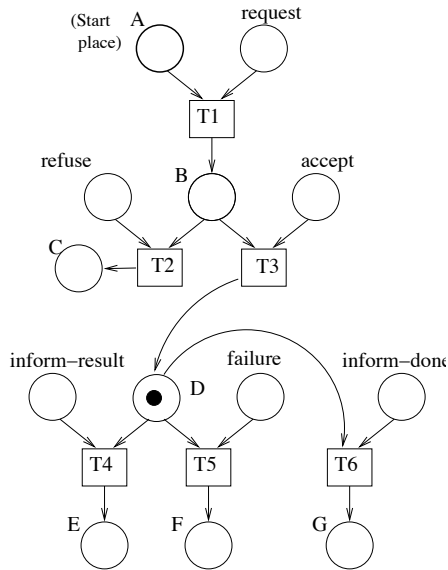 A
request
(Start
place)
T1
refuse
B
accept
C
T2
T3
inform−result
D
failure
inform−done
T4
T5
T6
E
F
G